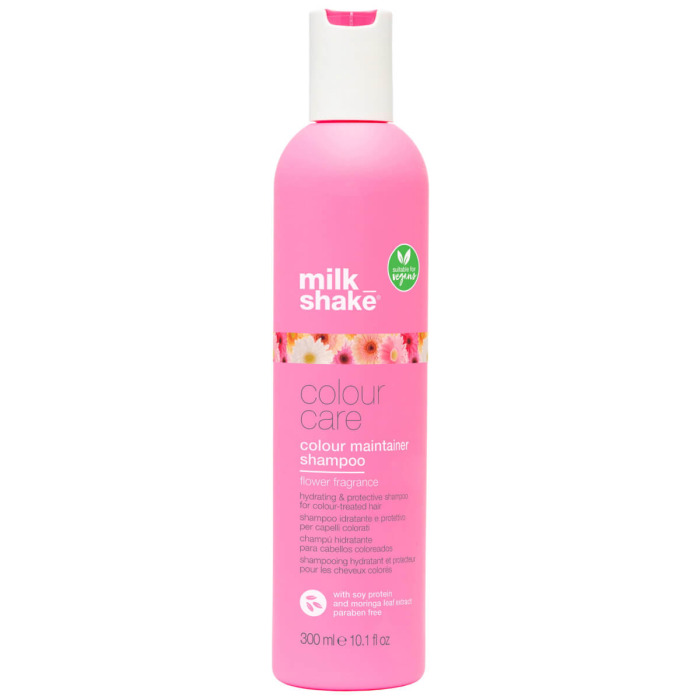 milk
shake®
suitable for
vegans
colour
care
colour maintainer
shampoo
flower fragrance
hydrating & protective shampoo
for colour-treated hair
shampoo idratante e protettivo
per capelli colorati
champú hidratante
para cabellos coloreados
shampooing hydratant et protecteur
pour les cheveux colorés
with soy protein
and moringa leaf extract
paraben free
300 ml e 10.1 fl oz